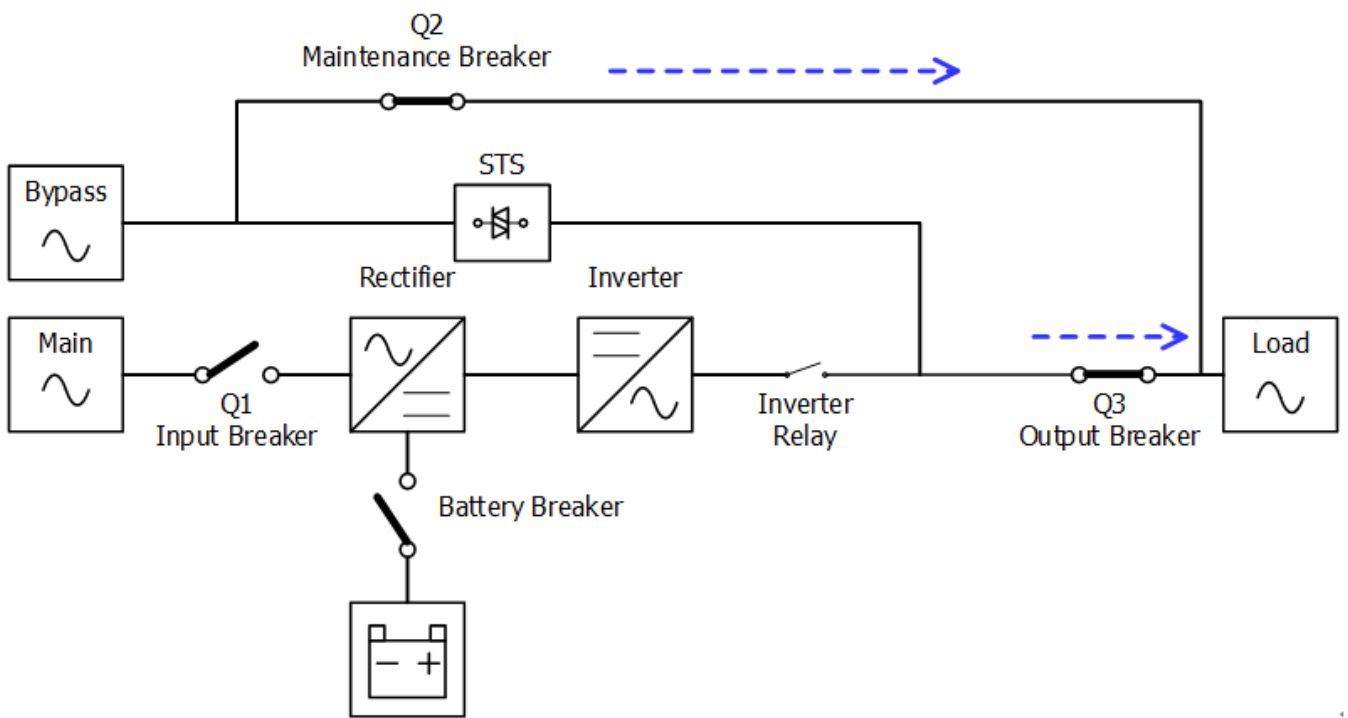 Q2
Maintenance Breaker
STS
Bypass
Rectifier
Inverter
Main
Q1
Input Breaker
Inverter
Relay
Q3
Output Breaker
Load
Battery Breaker
− +